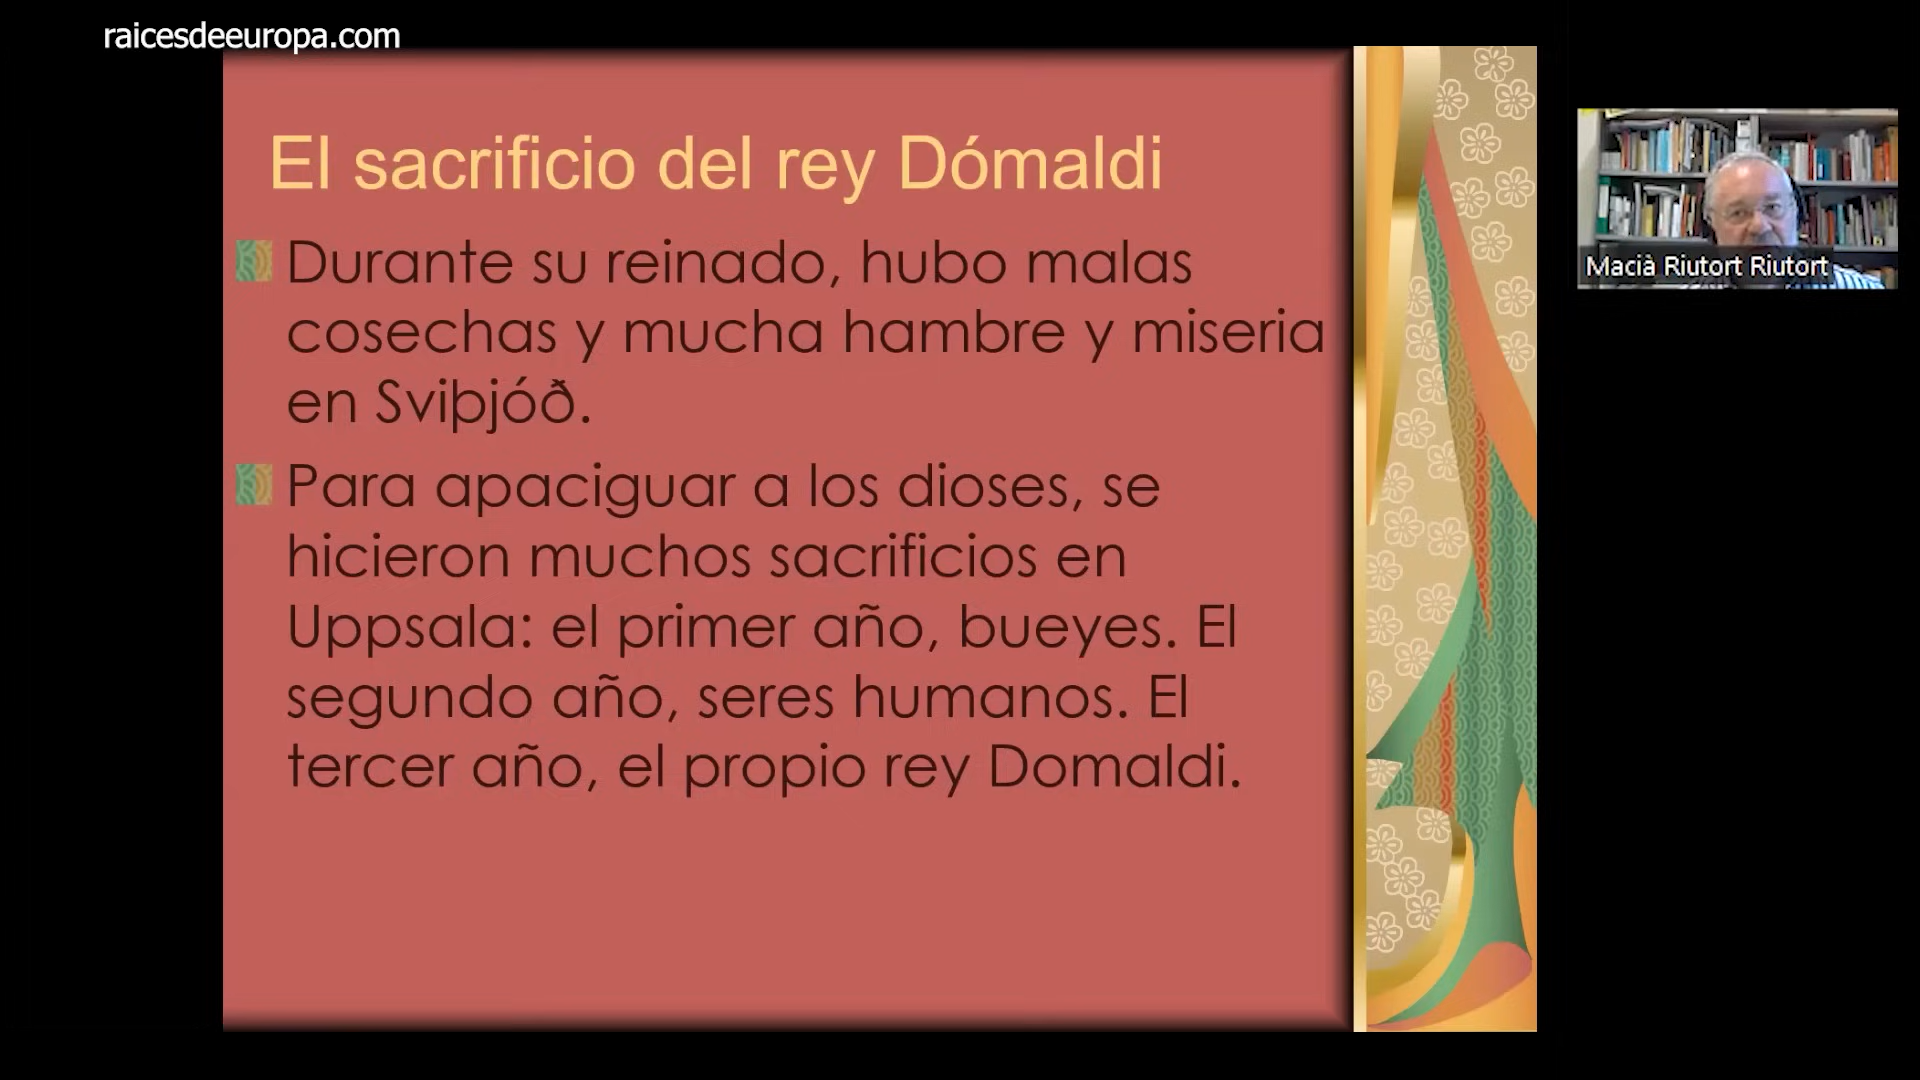 raicesdeeuropa.com
El sacrificio del rey Dómaldi
Durante su reinado, hubo malas
cosechas y mucha hambre y miseria
en Sviþjóð.
Para apaciguar a los dioses, se
hicieron muchos sacrificios en
Uppsala: el primer año, bueyes. El
segundo año, seres humanos. El
tercer año, el propio rey Domaldi.
Macià Riutort Riutort